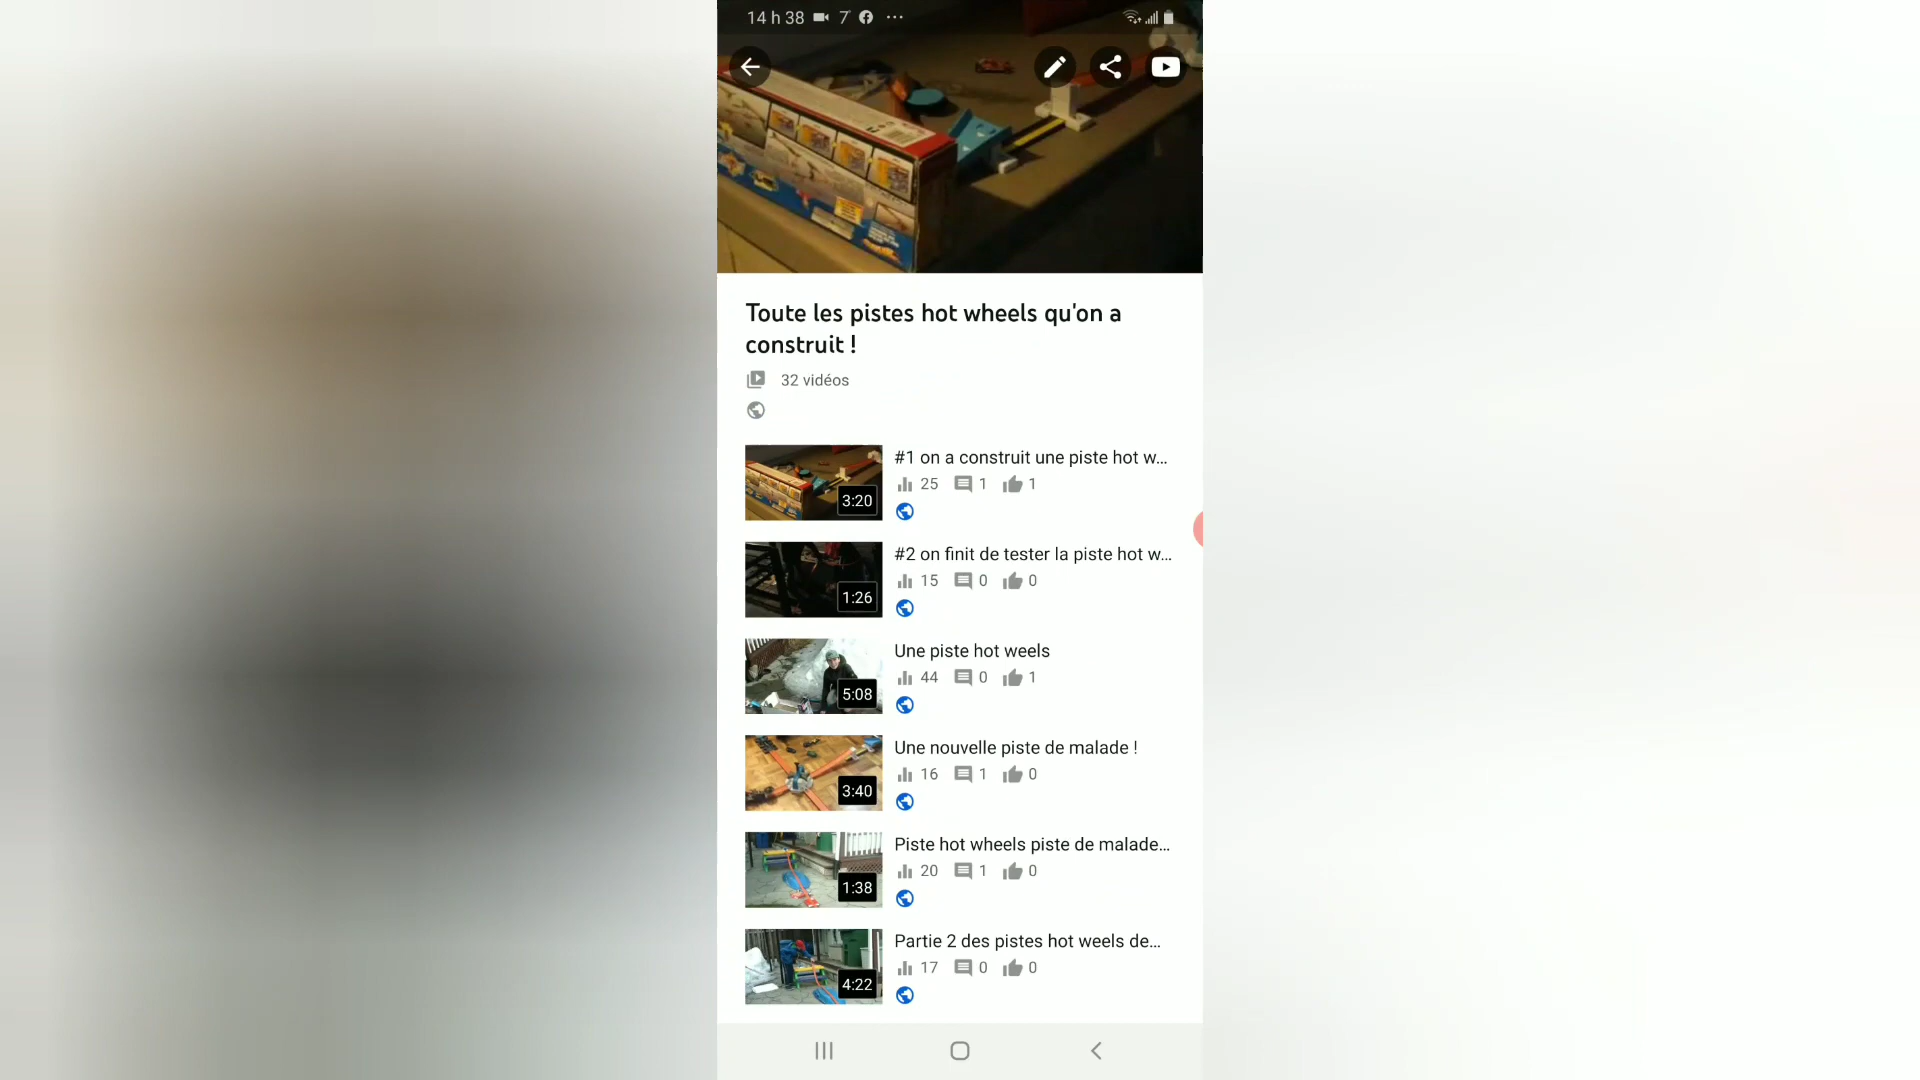 14 h 38 7° ...
Toute les pistes hot wheels qu'on a
construit !
32 vidéos
3:20
#1 on a construit une piste hot w...
25 1 1
1:26
#2 on finit de tester la piste hot w...
15 0 0
5:08
Une piste hot weels
44 0 1
3:40
Une nouvelle piste de malade !
16 1 0
1:38
Piste hot wheels piste de malade...
20 1 0
4:22
Partie 2 des pistes hot weels de...
17 0 0